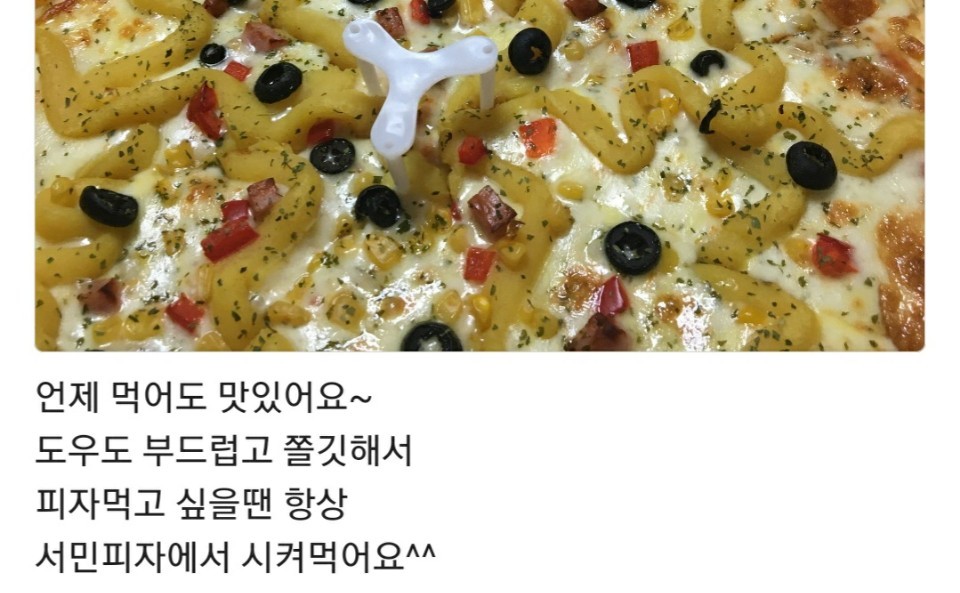 언제 먹어도 맛있어요~
도우도 부드럽고 쫄깃해서
피자먹고 싶을땐 항상
서민피자에서 시켜먹어요^^